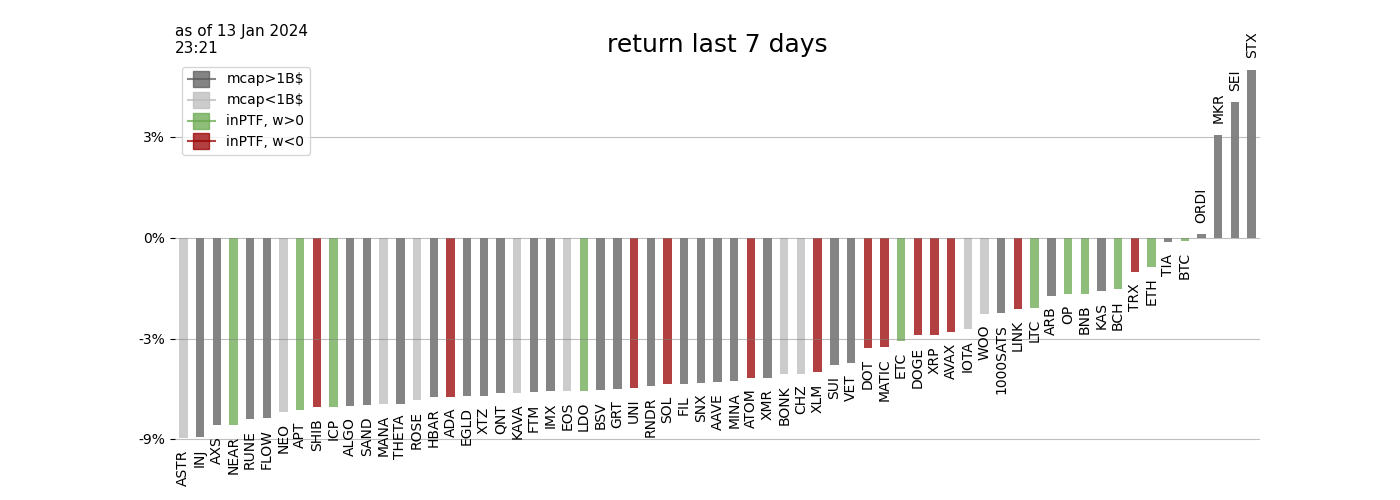 as of 13 Jan 2024
23:21
return last 7 days
mcap>1B$
mcap<1B$
inPTF, w>0
inPTF, w<0
3%
0%
-3%
-9%
ASTR
INJ
AXS
NEAR
RUNE
FLOW
NEO
APT
SHIB
ICP
ALGO
SAND
MANA
THETA
ROSE
HBAR
ADA
EGLD
XTZ
QNT
KAVA
FTM
IMX
EOS
LDO
BSV
GRT
UNI
RNDR
SOL
FIL
SNX
AAVE
MINA
ATOM
XMR
BONK
CHZ
XLM
SUI
VET
DOT
MATIC
ETC
DOGE
XRP
AVAX
IOTA
WOO
1000SATS
LINK
LTC
ARB
OP
BNB
KAS
BCH
TRX
ETH
TIA
BTC
ORDI
MKR
SEI
STX